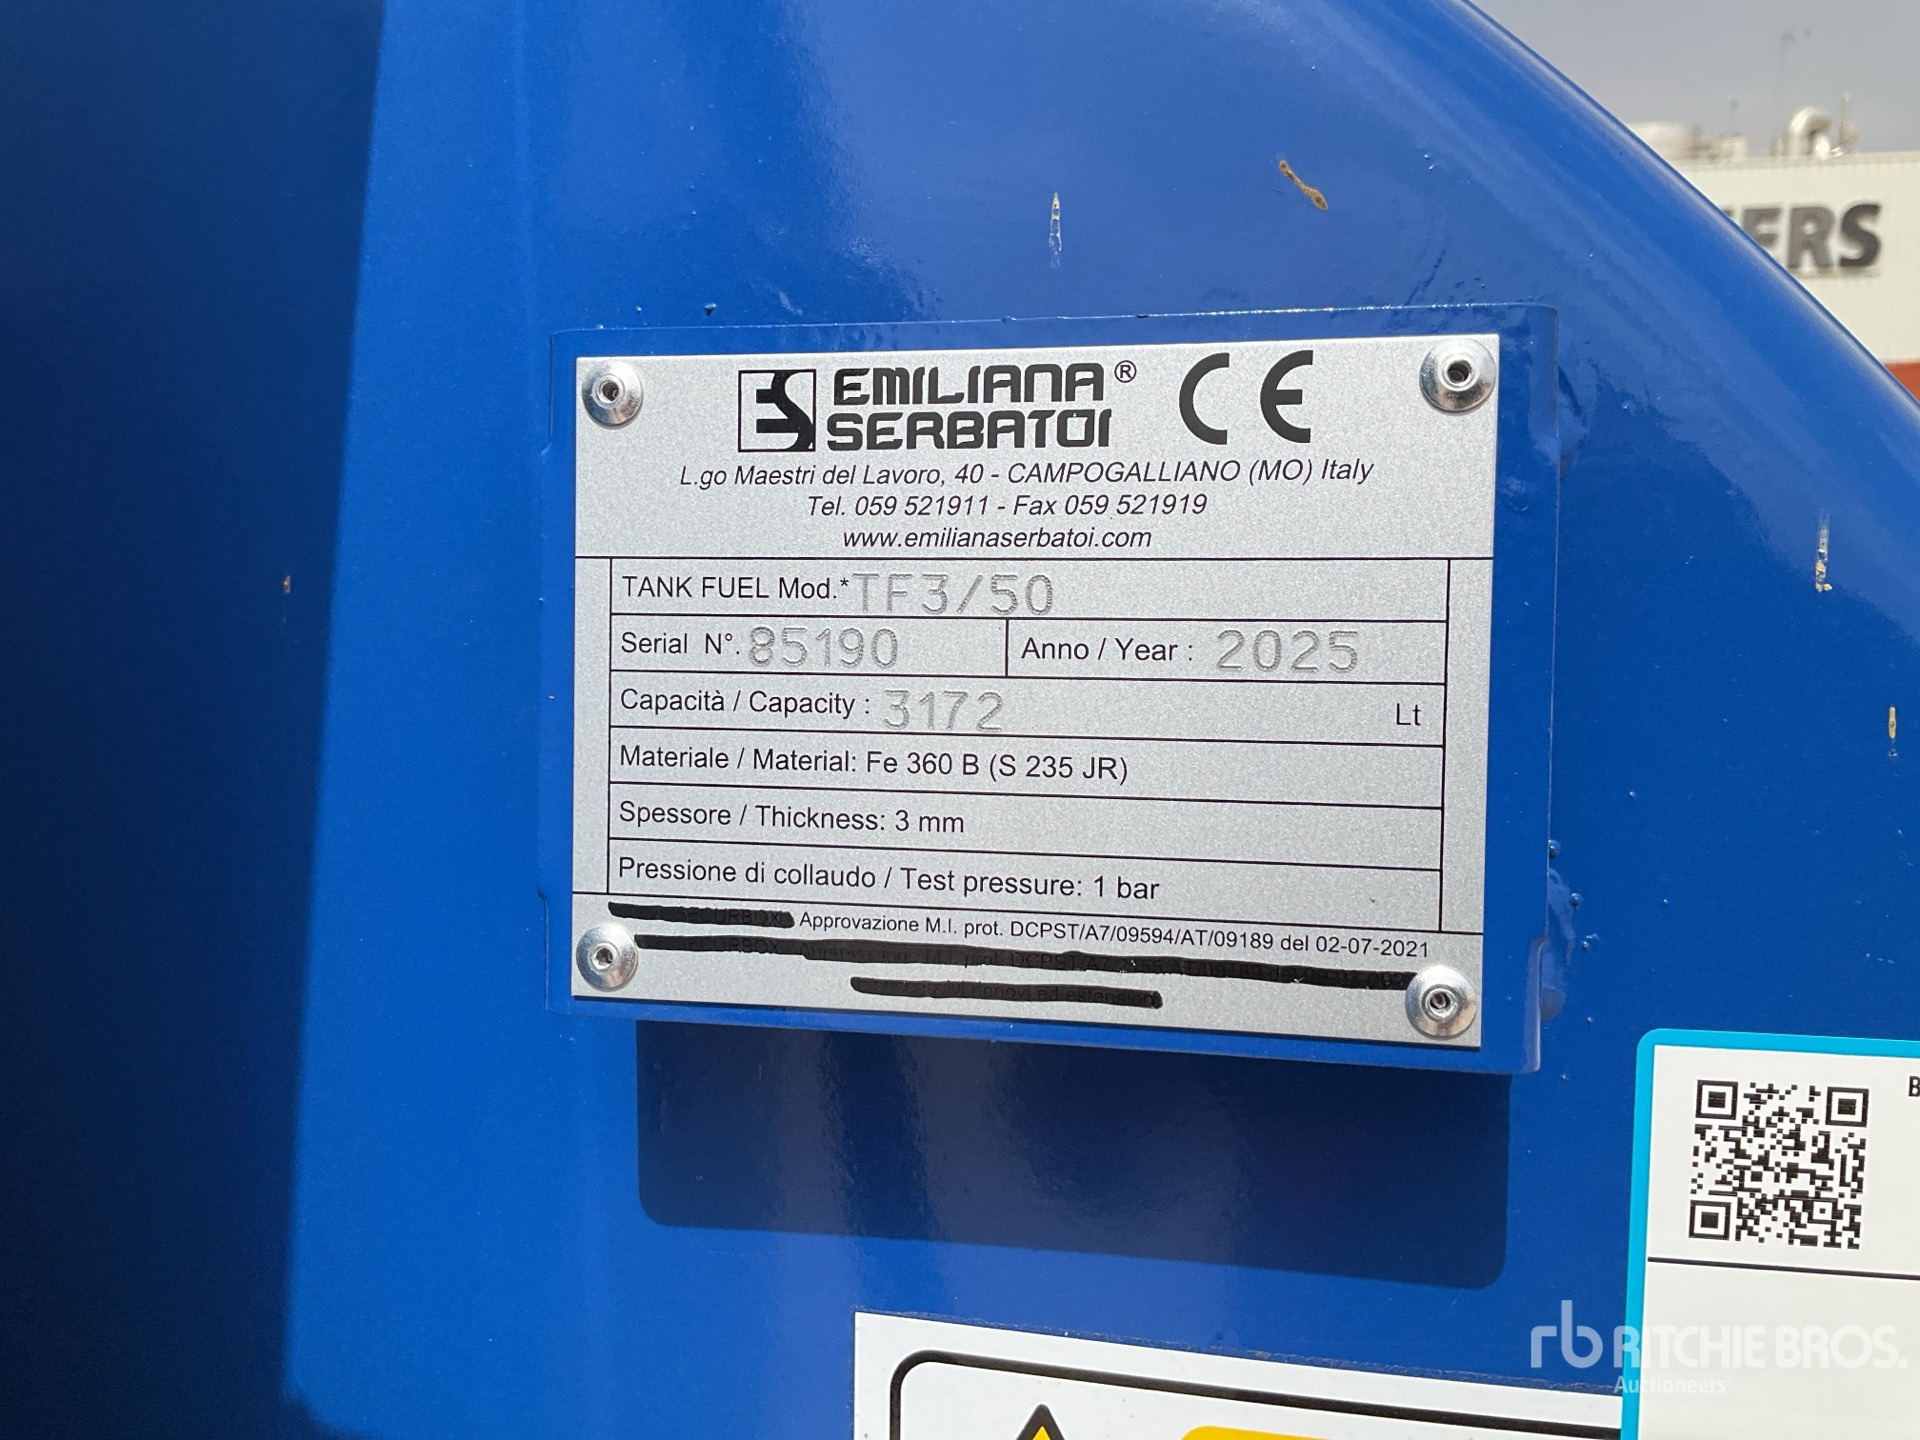 ERS
ES EMILIANA® CE
SERBATOI
L.go Maestri del Lavoro, 40 - CAMPOGALLIANO (MO) Italy
Tel. 059 521911 - Fax 059 521919
www.emilianaserbatoi.com
TANK FUEL Mod.* TF3/50
Serial N°. 85190 Anno / Year : 2025
Capacità / Capacity : 3172 Lt
Materiale / Material: Fe 360 B (S 235 JR)
Spessore / Thickness: 3 mm
Pressione di collaudo / Test pressure: 1 bar
Approvazione M.I. prot. DCPST/A7/09594/AT/09189 del 02-07-2021
rb RITCHIE BROS.
Auctioneers